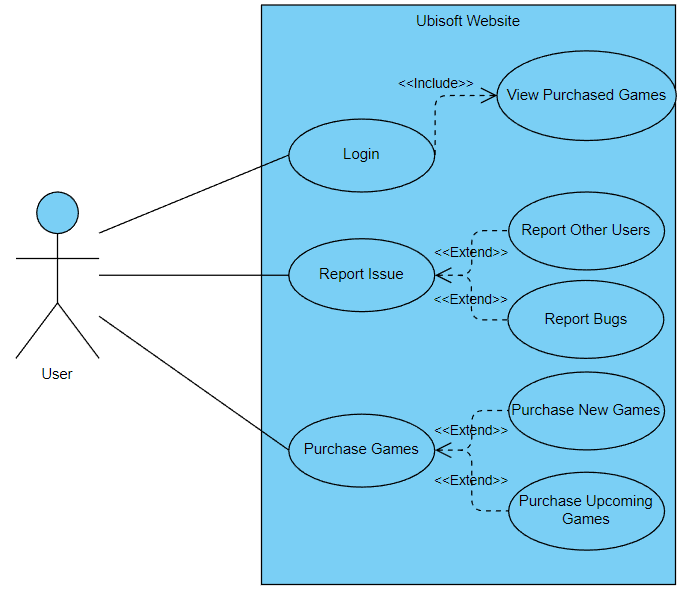 Ubisoft Website
<<Include>>
View Purchased Games
Login
Report Other Users
<<Extend>>
Report Issue
<<Extend>>
Report Bugs
User
Purchase New Games
<<Extend>>
Purchase Games
<<Extend>>
Purchase Upcoming
Games